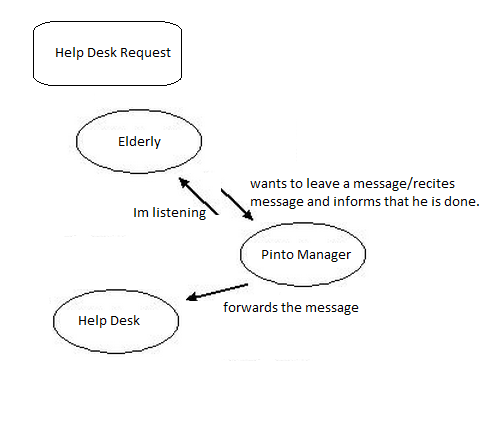 Help Desk Request
Elderly
wants to leave a message/recites
message and informs that he is done.
Im listening
Pinto Manager
forwards the message
Help Desk